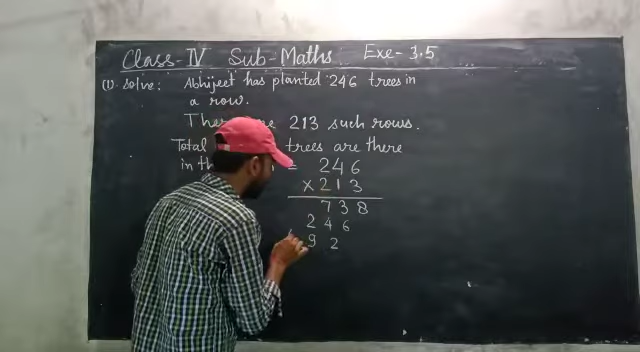 Class-IV Sub-Maths Exe-3.5
(1) Solve: Abhijeet has planted 246 trees in
a row.
213 such rows.
Total trees are there
in = 246
x 213
738
246
92